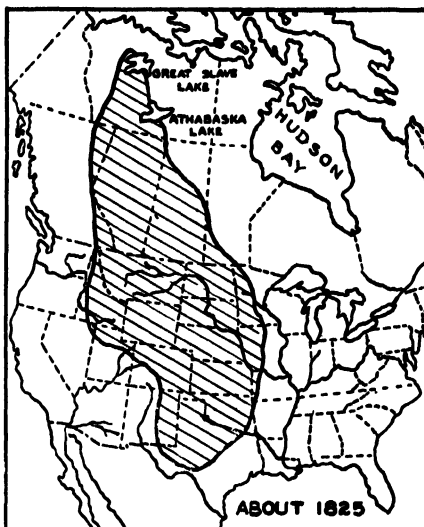 GREAT SLAVE
LAKE
ATHABASKA
LAKE
HUDSON
BAY
ABOUT 1825